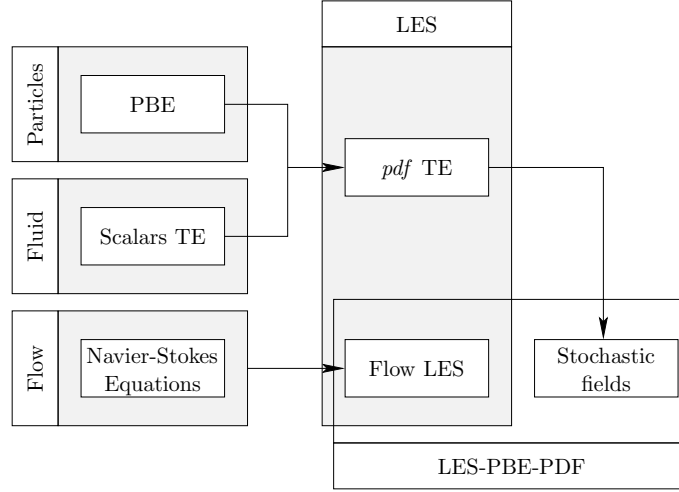 LES
Particles
PBE
pdf TE
Fluid
Scalars TE
Flow
Navier-Stokes
Equations
Flow LES
Stochastic
fields
LES-PBE-PDF